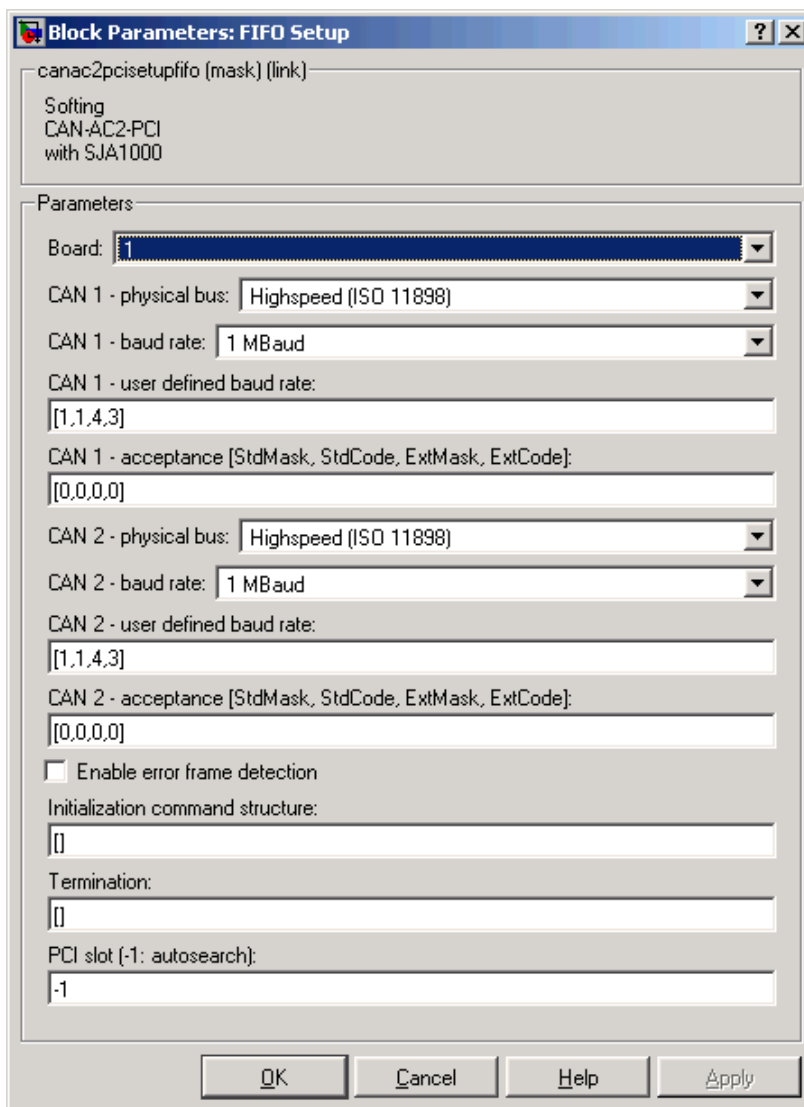 Block Parameters: FIFO Setup
canac2pcisetupfifo (mask) (link)
Softing
CAN-AC2-PCI
with SJA1000
Parameters
Board: 1
CAN 1 - physical bus: Highspeed (ISO 11898)
CAN 1 - baud rate: 1 MBaud
CAN 1 - user defined baud rate:
[1,1,4,3]
CAN 1 - acceptance [StdMask, StdCode, ExtMask, ExtCode]:
[0,0,0,0]
CAN 2 - physical bus: Highspeed (ISO 11898)
CAN 2 - baud rate: 1 MBaud
CAN 2 - user defined baud rate:
[1,1,4,3]
CAN 2 - acceptance [StdMask, StdCode, ExtMask, ExtCode]:
[0,0,0,0]
Enable error frame detection
Initialization command structure:
[]
Termination:
[]
PCI slot (-1: autosearch):
-1
OK Cancel Help Apply